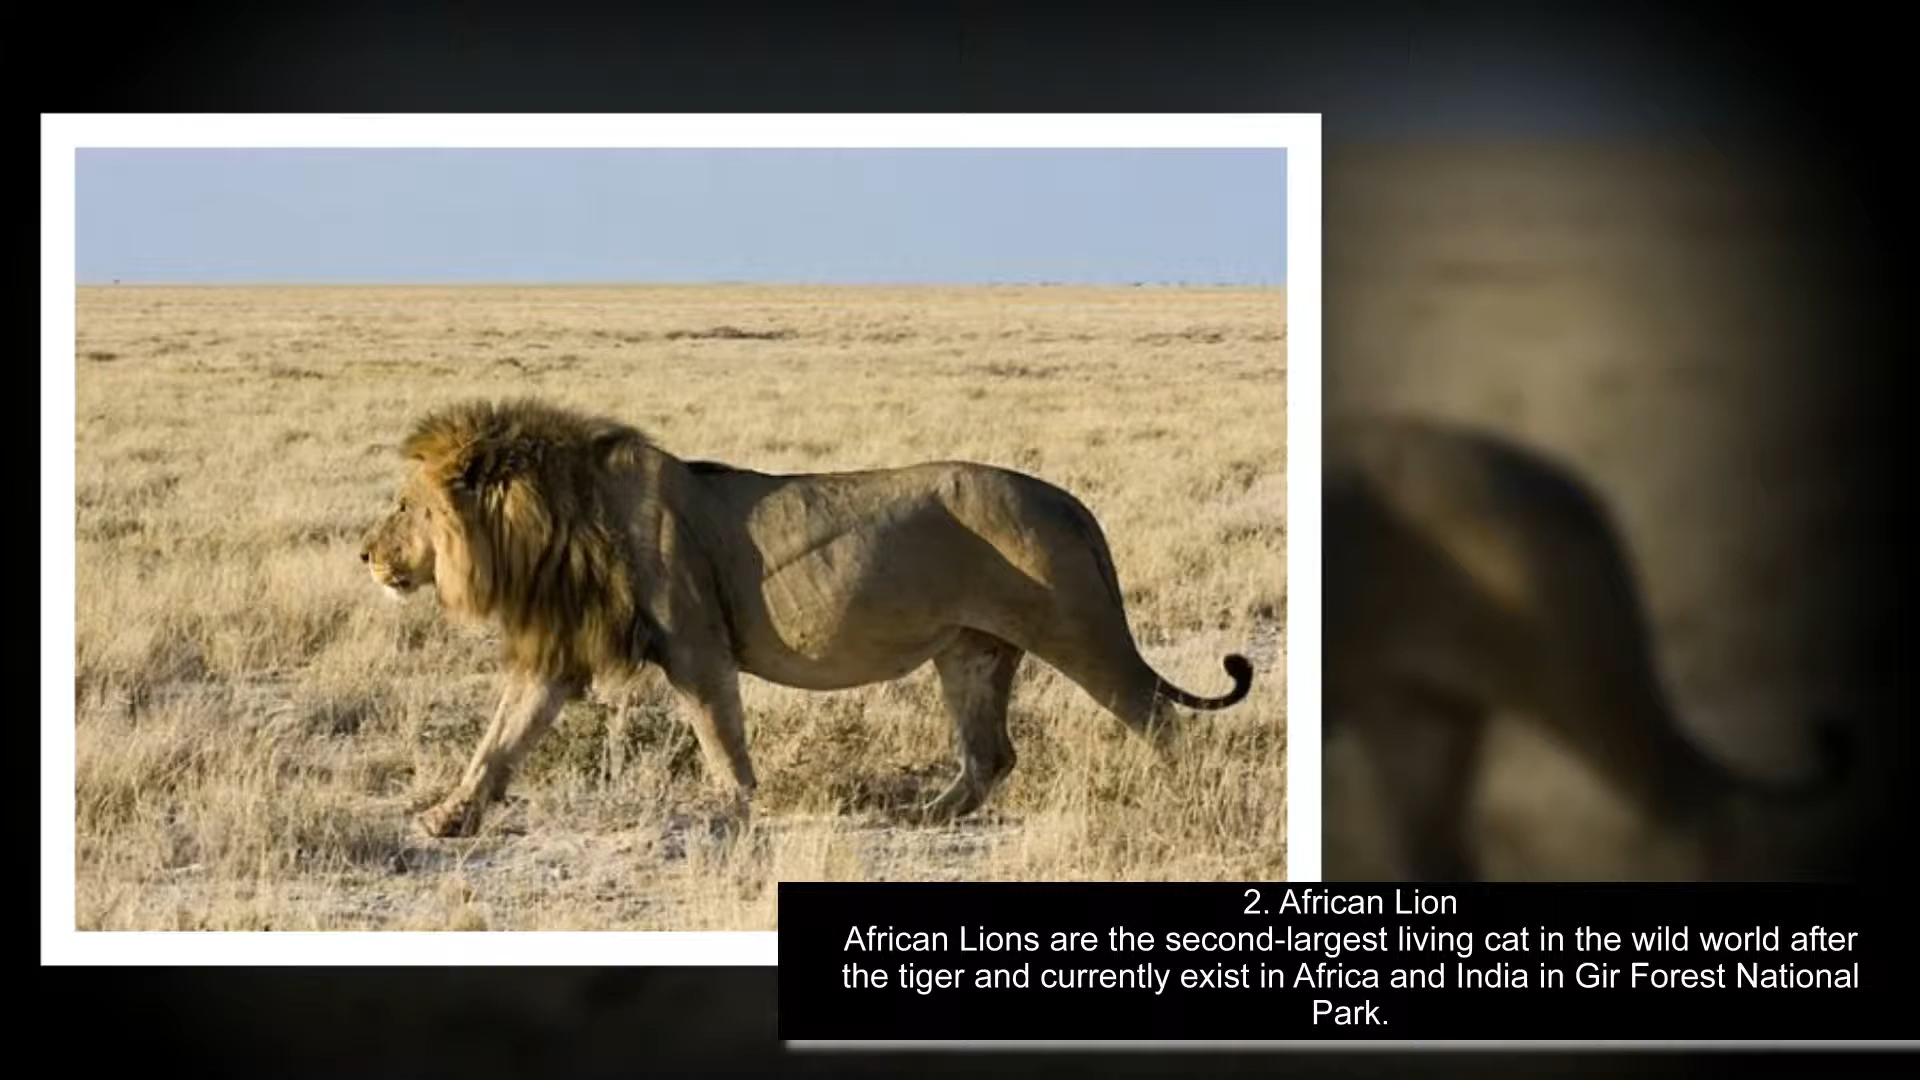 2. African Lion
African Lions are the second-largest living cat in the wild world after
the tiger and currently exist in Africa and India in Gir Forest National
Park.